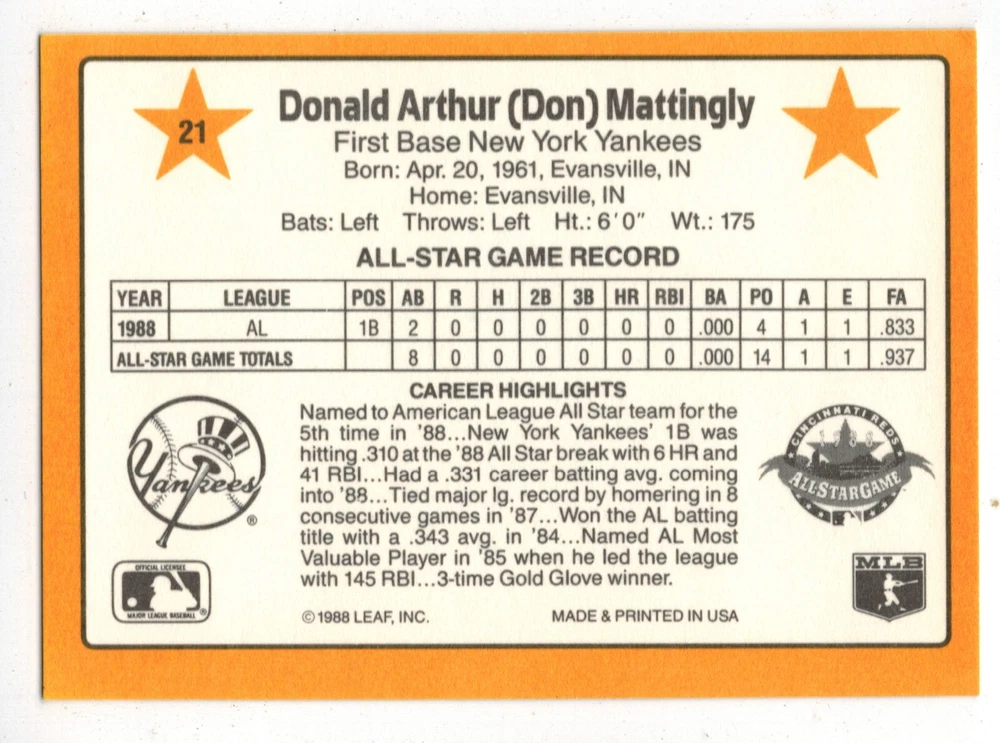 21
Donald Arthur (Don) Mattingly
First Base New York Yankees
Born: Apr. 20, 1961, Evansville, IN
Home: Evansville, IN
Bats: Left Throws: Left Ht.: 6'0" Wt.: 175
ALL-STAR GAME RECORD
YEAR LEAGUE POS AB R H 2B 3B HR RBI BA PO A E FA
1988 AL 1B 2 0 0 0 0 0 0 .000 4 1 1 .833
ALL-STAR GAME TOTALS 8 0 0 0 0 0 0 .000 14 1 1 .937
CAREER HIGHLIGHTS
Named to American League All Star team for the
5th time in '88...New York Yankees' 1B was
hitting .310 at the '88 All Star break with 6 HR and
41 RBI...Had a .331 career batting avg. coming
into '88...Tied major lg. record by homering in 8
consecutive games in '87...Won the AL batting
title with a .343 avg. in '84...Named AL Most
Valuable Player in '85 when he led the league
with 145 RBI...3-time Gold Glove winner.
Yankees
®
CINCINNATI REDS
1988
ALL-STAR GAME
OFFICIAL LICENSEE
MAJOR LEAGUE BASEBALL
®
MLB
© 1988 LEAF, INC. MADE & PRINTED IN USA